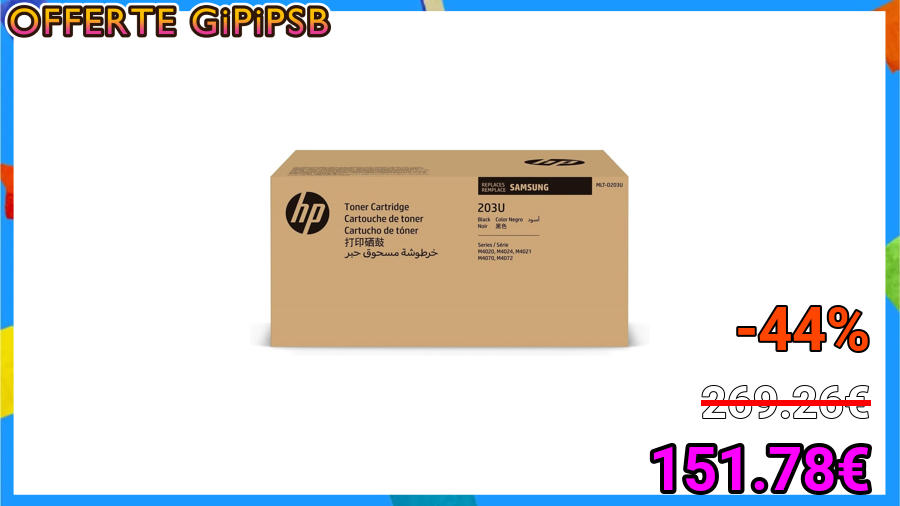 OFFERTE GiPiPSB
hp
hp
REPLACES
REMPLACE
SAMSUNG
MLT-D203U
Toner Cartridge
Cartouche de toner
Cartucho de tóner
打印硒鼓
خرطوشة مسحوق حبر
203U
Black Color Negro أسود
Noir 黑色
Series / Série
M4020, M4024, M4021
M4070, M4072
-44%
269.26€
151.78€